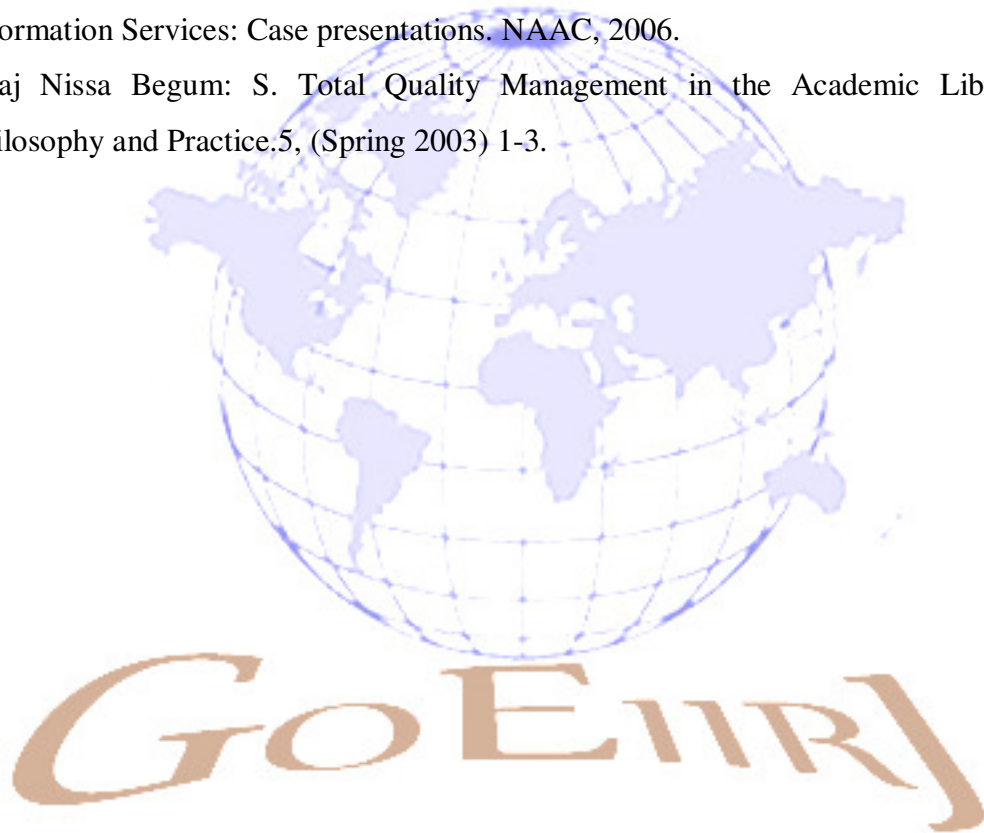 ormation Services: Case presentations. NAAC, 2006.
aj Nissa Begum: S. Total Quality Management in the Academic Lib
ilosophy and Practice.5, (Spring 2003) 1-3.
GOEIIRJ